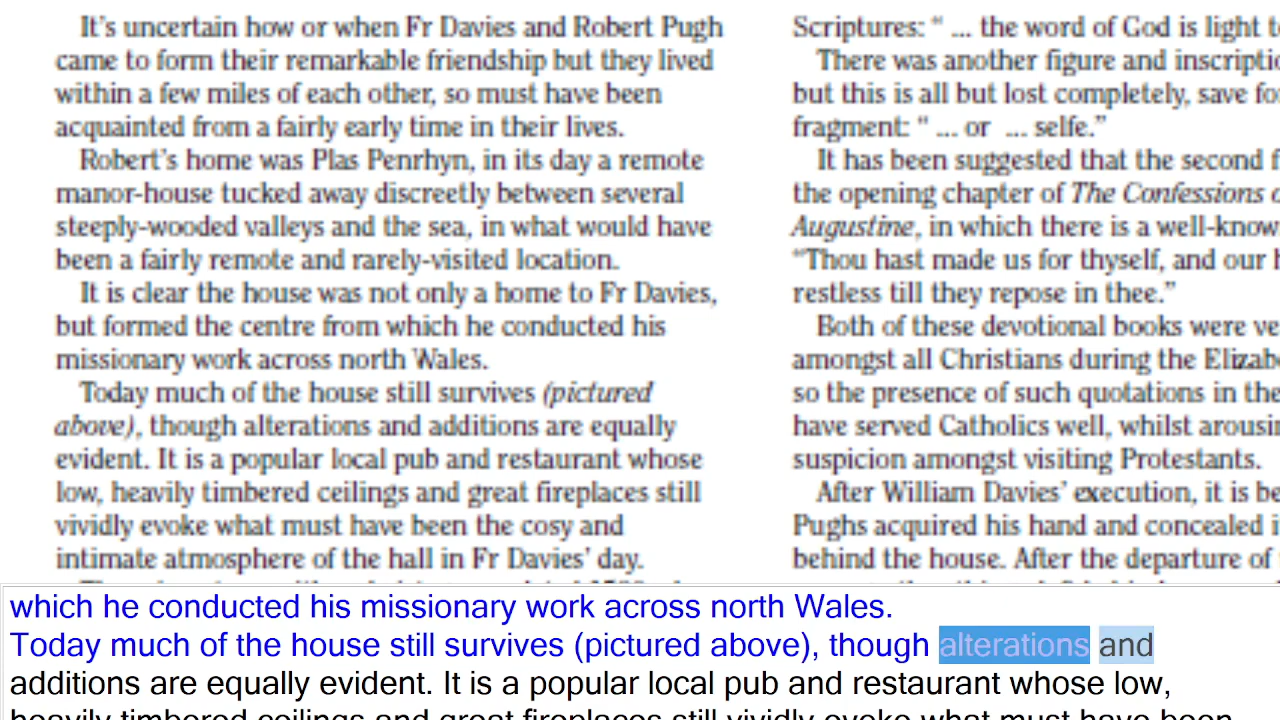 It's uncertain how or when Fr Davies and Robert Pugh
came to form their remarkable friendship but they lived
within a few miles of each other, so must have been
acquainted from a fairly early time in their lives.
Robert's home was Plas Penrhyn, in its day a remote
manor-house tucked away discreetly between several
steeply-wooded valleys and the sea, in what would have
been a fairly remote and rarely-visited location.
It is clear the house was not only a home to Fr Davies,
but formed the centre from which he conducted his
missionary work across north Wales.
Today much of the house still survives (pictured
above), though alterations and additions are equally
evident. It is a popular local pub and restaurant whose
low, heavily timbered ceilings and great fireplaces still
vividly evoke what must have been the cosy and
intimate atmosphere of the hall in Fr Davies' day.
Scriptures: “ ... the word of God is light
There was another figure and
but this is all but lost completely, save
fragment: “ ... or ... selfe.”
It has been suggested that the second
the opening chapter of The Confessions
Augustine, in which there is a
“Thou hast made us for thyself, and our
restless till they repose in thee.”
Both of these devotional books were
amongst all Christians during the
so the presence of such quotations in
have served Catholics well, whilst
suspicion amongst visiting Protestants.
After William Davies' execution, it is
Pughs acquired his hand and concealed
behind the house. After the departure of
which he conducted his missionary work across north Wales.
Today much of the house still survives (pictured above), though alterations and
additions are equally evident. It is a popular local pub and restaurant whose low,
heavily timbered ceilings and great fireplaces still vividly evoke what must have been